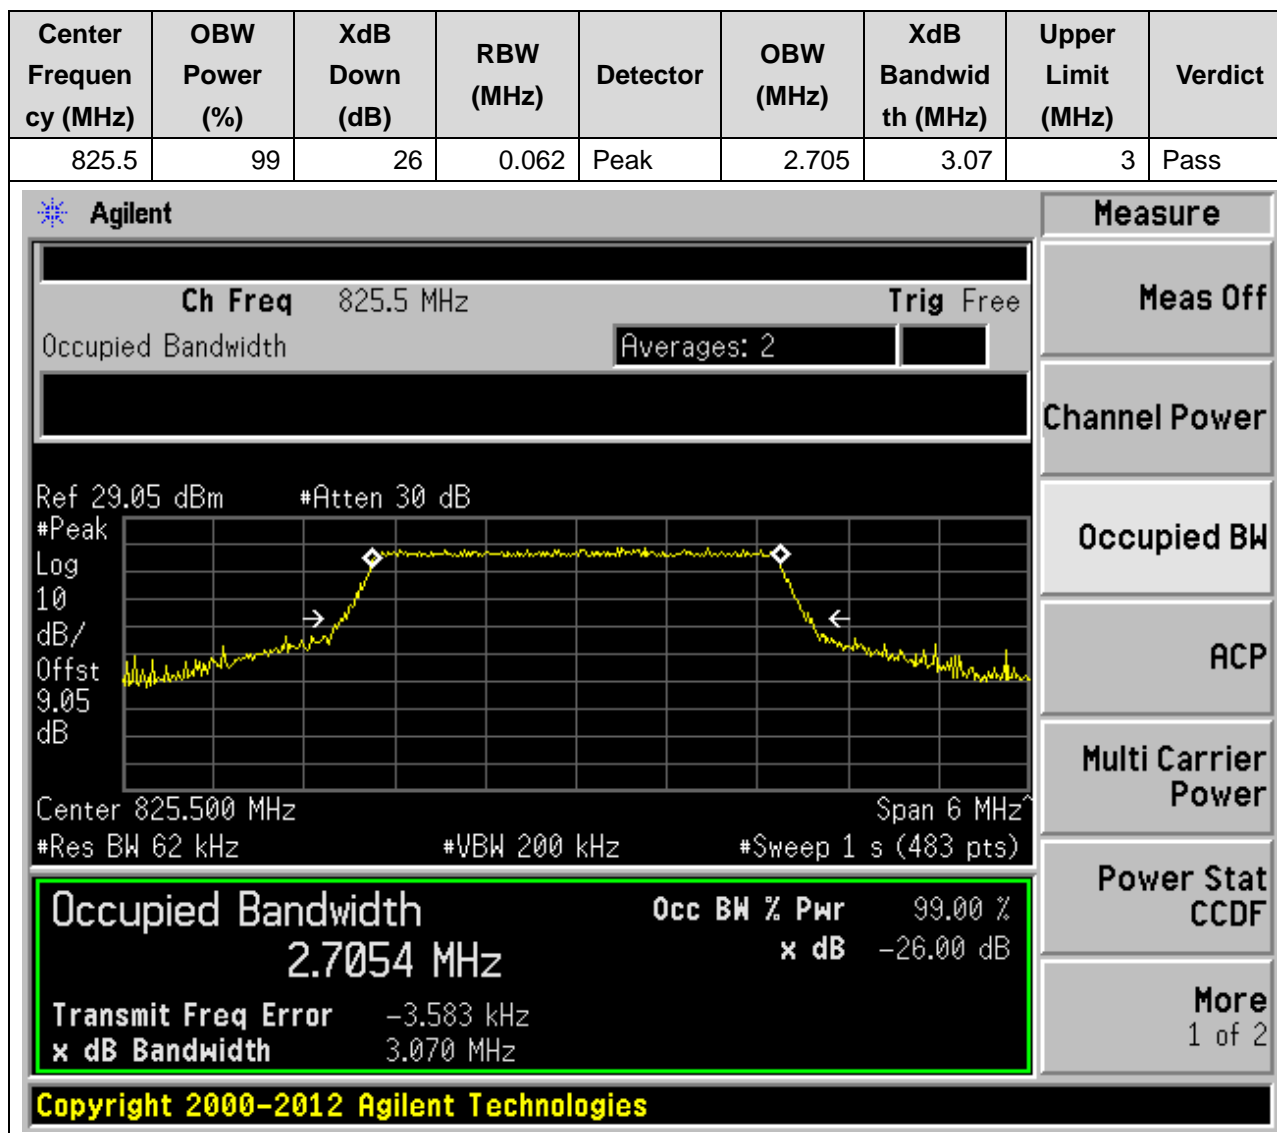 Center Frequen cy (MHz)
OBW Power (%)
XdB Down (dB)
RBW (MHz)
Detector
OBW (MHz)
XdB Bandwid th (MHz)
Upper Limit (MHz)
Verdict
825.5 99 26 0.062 Peak 2.705 3.07 3 Pass
Agilent
Ch Freq 825.5 MHz Trig Free
Occupied Bandwidth Averages: 2
Ref 29.05 dBm #Atten 30 dB
#Peak
Log
10
dB/
Offst
9.05
dB
Center 825.500 MHz Span 6 MHz^
#Res BW 62 kHz #VBW 200 kHz #Sweep 1 s (483 pts)
Occupied Bandwidth Occ BW % Pwr 99.00 %
2.7054 MHz x dB -26.00 dB
Transmit Freq Error -3.583 kHz
x dB Bandwidth 3.070 MHz
Copyright 2000-2012 Agilent Technologies
Measure
Meas Off
Channel Power
Occupied BW
ACP
Multi Carrier
Power
Power Stat
CCDF
More
1 of 2